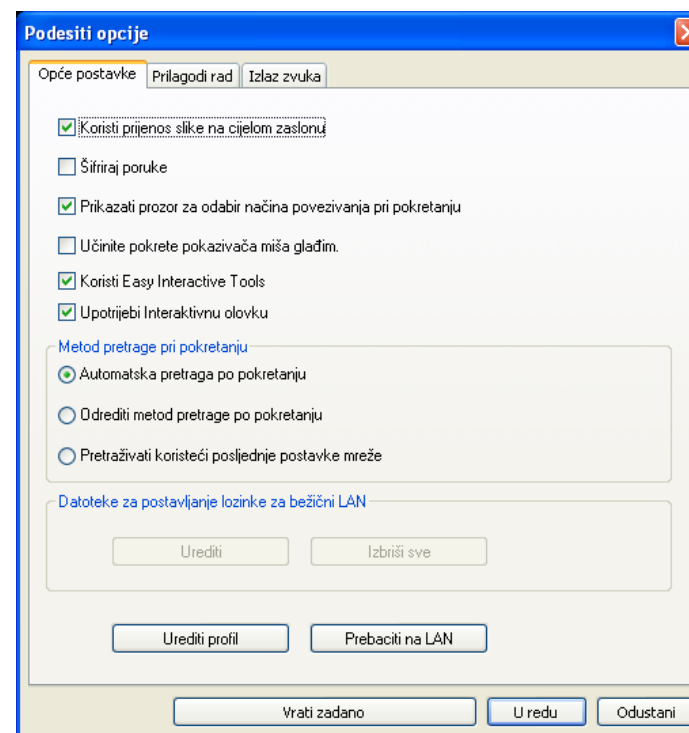 Podesiti opcije
Opće postavke Prilagodi rad Izlaz zvuka
Koristi prijenos slike na cijelom zaslonu
Šifriraj poruke
Prikazati prozor za odabir načina povezivanja pri pokretanju
Učinite pokrete pokazivača miša glađim.
Koristi Easy Interactive Tools
Upotrijebi Interaktivnu olovku
Metod pretrage pri pokretanju
Automatska pretraga po pokretanju
Odrediti metod pretrage po pokretanju
Pretraživati koristeći posljednje postavke mreže
Datoteke za postavljanje lozinke za bežični LAN
Urediti Izbriši sve
Urediti profil Prebaciti na LAN
Vrati zadano U redu Odustani